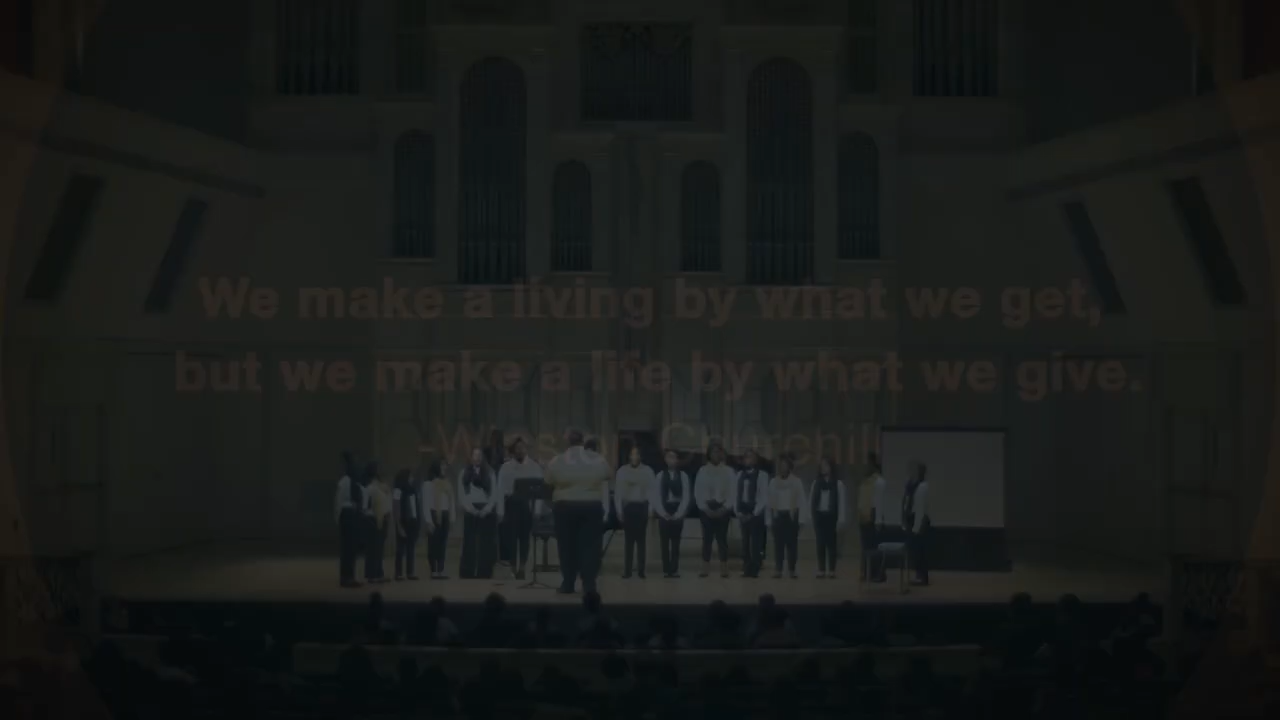 We make a living by what we get,
but we make a life by what we give.
-Winston Churchill